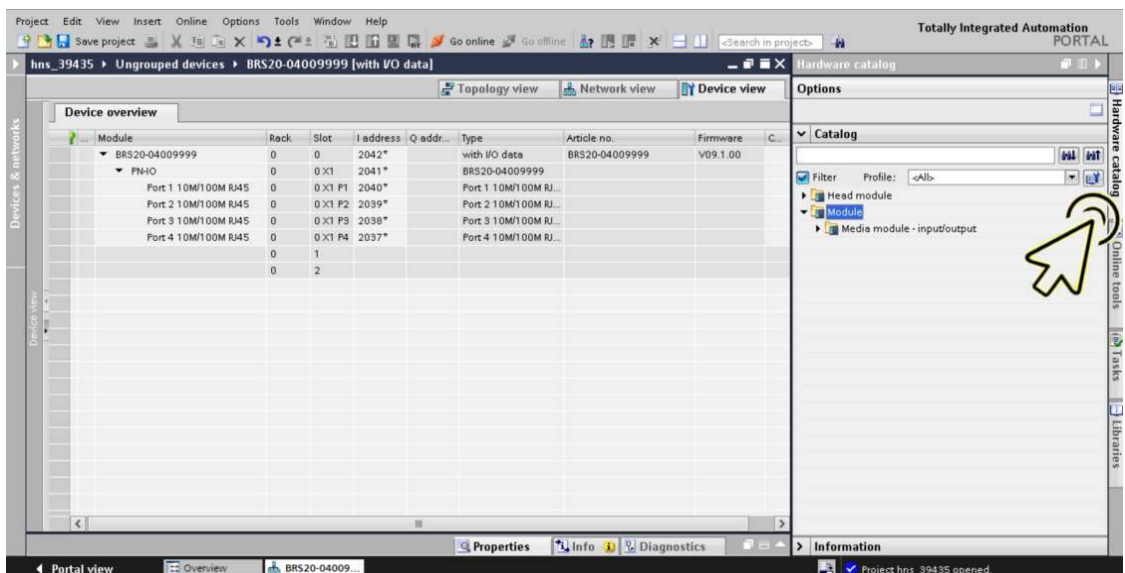 Project Edit View Insert Online Options Tools Window Help
Totally Integrated Automation
PORTAL
Save project Go online Go offline <Search in project>
hns_39435 ▸ Ungrouped devices ▸ BRS20-04009999 [with I/O data]
Hardware catalog
Topology view Network view Device view
Options
Device overview
Module Rack Slot I address Q addr... Type Article no. Firmware C...
BRS20-04009999 0 0 2042* with I/O data BRS20-04009999 V09.1.00
PN-IO 0 0 X1 2041* BRS20-04009999
Port 1 10M/100M RJ45 0 0 X1 P1 2040* Port 1 10M/100M RJ...
Port 2 10M/100M RJ45 0 0 X1 P2 2039* Port 2 10M/100M RJ...
Port 3 10M/100M RJ45 0 0 X1 P3 2038* Port 3 10M/100M RJ...
Port 4 10M/100M RJ45 0 0 X1 P4 2037* Port 4 10M/100M RJ...
0 1
0 2
Catalog
Filter Profile: <All>
Head module
Module
Media module - input/output
Devices & networks
Device view
Hardware catalog
Online tools
Tasks
Libraries
Properties Info Diagnostics
Information
Portal view Overview BRS20-04009... Project hns_39435 opened.